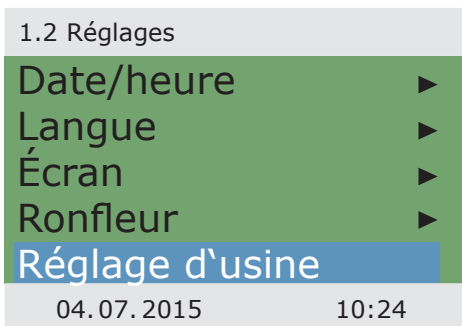 1.2 Réglages
Date/heure ►
Langue ►
Écran ►
Ronfleur ►
Réglage d‘usine
04.07.2015 10:24